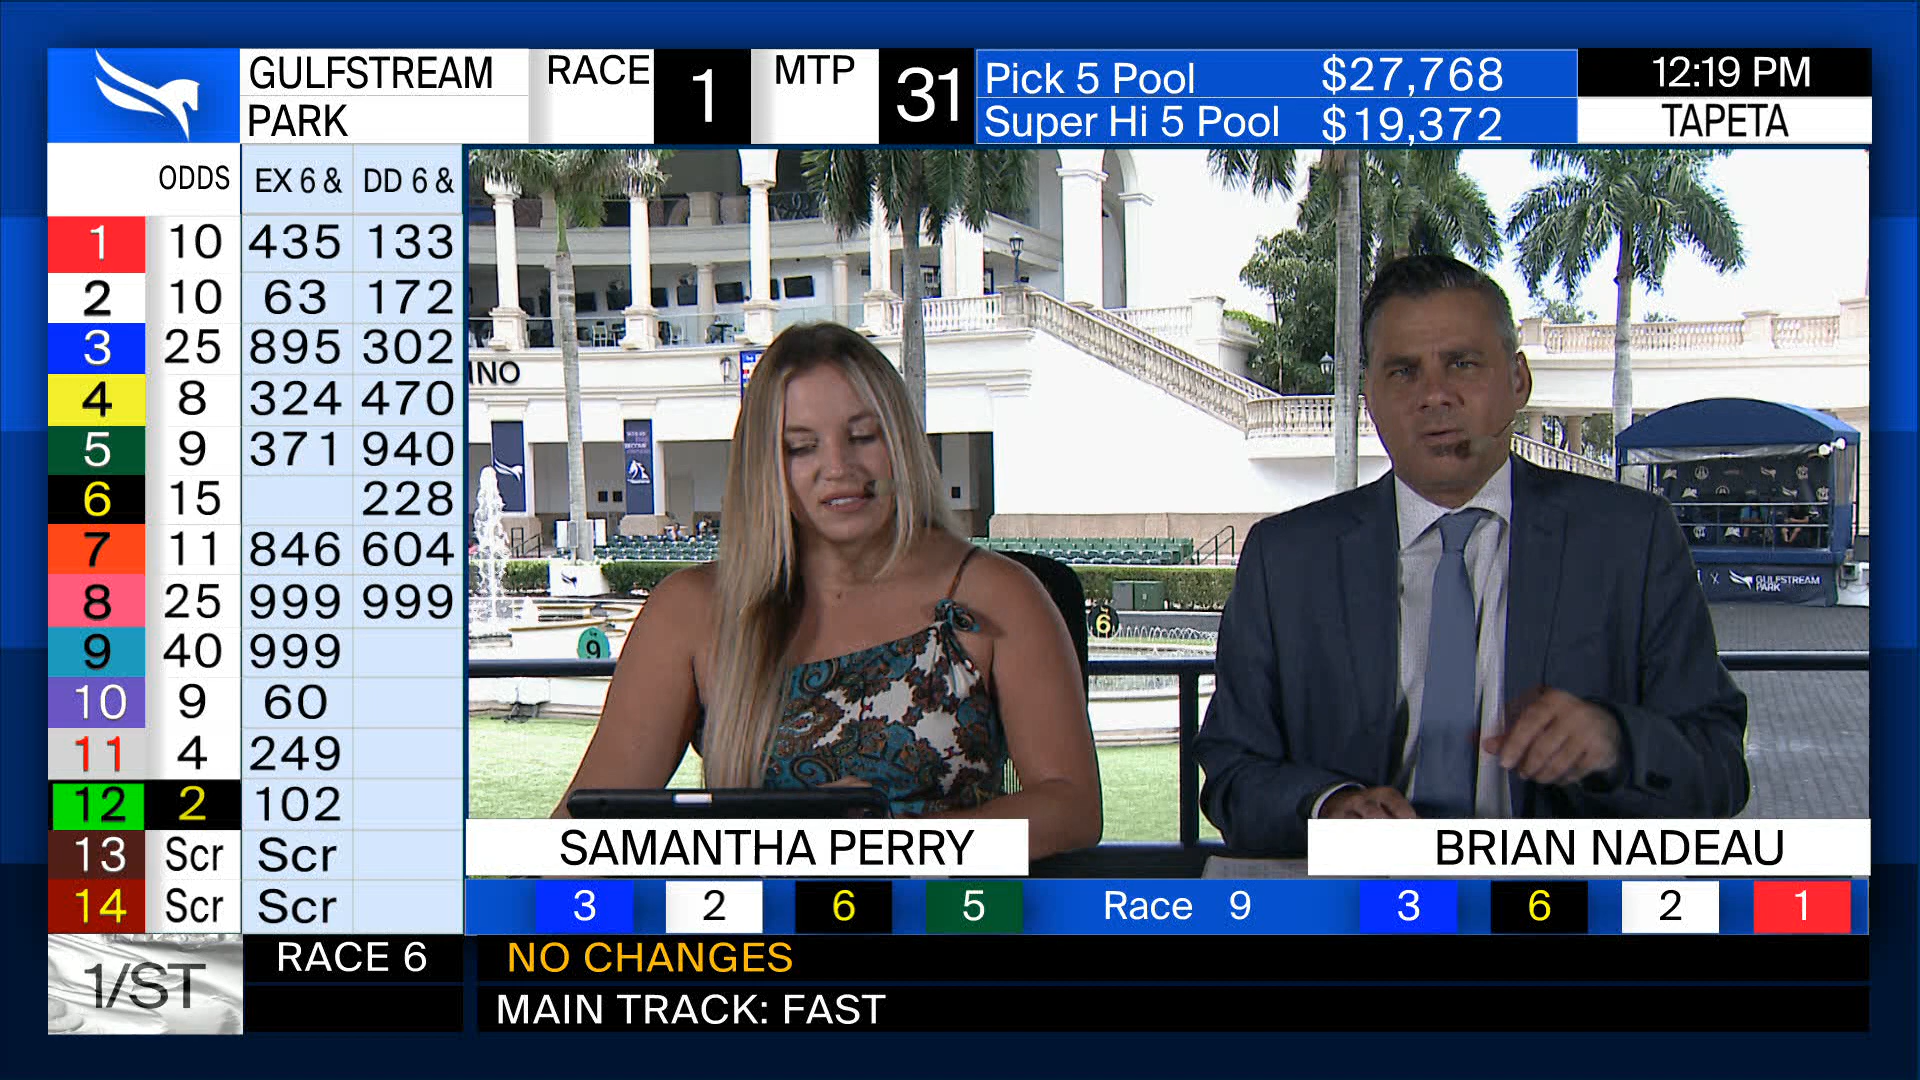 GULFSTREAM
PARK
RACE 1 MTP 31
Pick 5 Pool $27,768
Super Hi 5 Pool $19,372
12:19 PM
TAPETA
ODDS EX 6 & DD 6 &
1 10 435 133
2 10 63 172
3 25 895 302
4 8 324 470
5 9 371 940
6 15 228
7 11 846 604
8 25 999 999
9 40 999
10 9 60
11 4 249
12 2 102
13 Scr Scr
14 Scr Scr
INO
9
6
GULFSTREAM
PARK
SAMANTHA PERRY
BRIAN NADEAU
3 2 6 5 Race 9 3 6 2 1
1/ST
RACE 6 NO CHANGES
MAIN TRACK: FAST